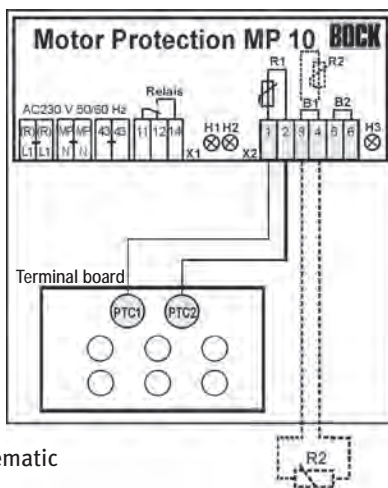 Motor Protection MP 10 BOCK
R1 R2
Relais B1 B2
AC230 V 50/60 Hz
(R) (R) MP MP 43 43 11 12 14 H1 H2 1 2 3 4 5 6 H3
L1 L1 N N X1 X2
Terminal board
PTC1 PTC2
ematic
R2